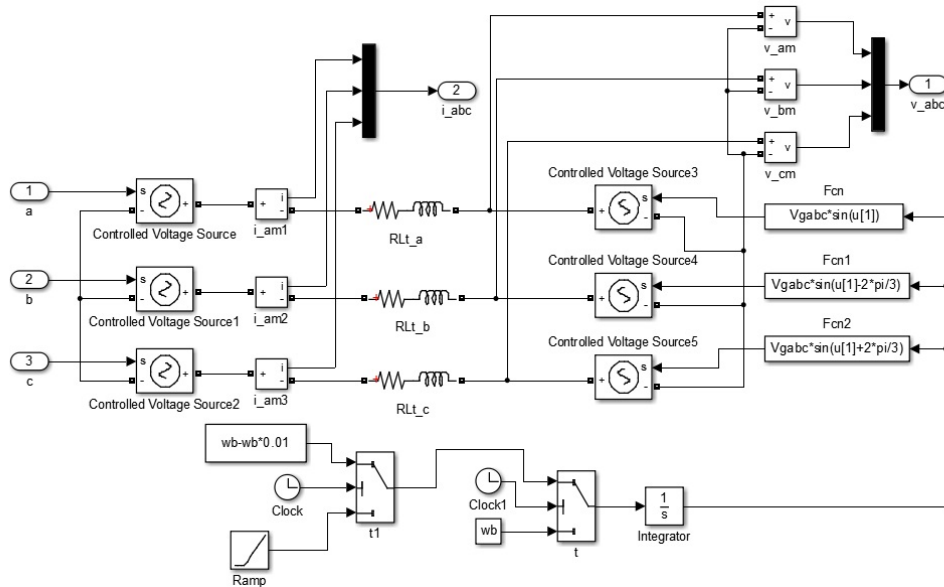 + v
-
v_am
+ v
-
v_bm
+ v
-
v_cm
1
v_abc
2
i_abc
1
a
s
-
+
Controlled Voltage Source
+ i
-
i_am1
RLt_a
Controlled Voltage Source3
+ s
-
Fcn
Vgabc*sin(u[1])
2
b
s
-
+
Controlled Voltage Source1
+ i
-
i_am2
RLt_b
Controlled Voltage Source4
+ s
-
Fcn1
Vgabc*sin(u[1]-2*pi/3)
3
c
s
-
+
Controlled Voltage Source2
+ i
-
i_am3
RLt_c
Controlled Voltage Source5
+ s
-
Fcn2
Vgabc*sin(u[1]+2*pi/3)
wb-wb*0.01
Clock
Ramp
t1
Clock1
wb
t
1
s
Integrator